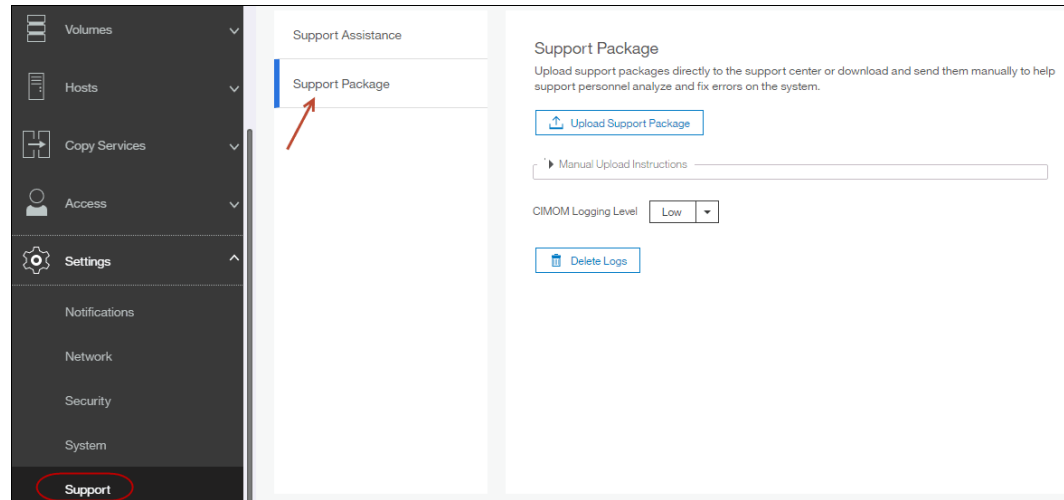 Volumes
Hosts
Copy Services
Access
Settings
Notifications
Network
Security
System
Support
Support Assistance
Support Package
Support Package
Upload support packages directly to the support center or download and send them manually to help
support personnel analyze and fix errors on the system.
Upload Support Package
Manual Upload Instructions
CIMOM Logging Level Low
Delete Logs